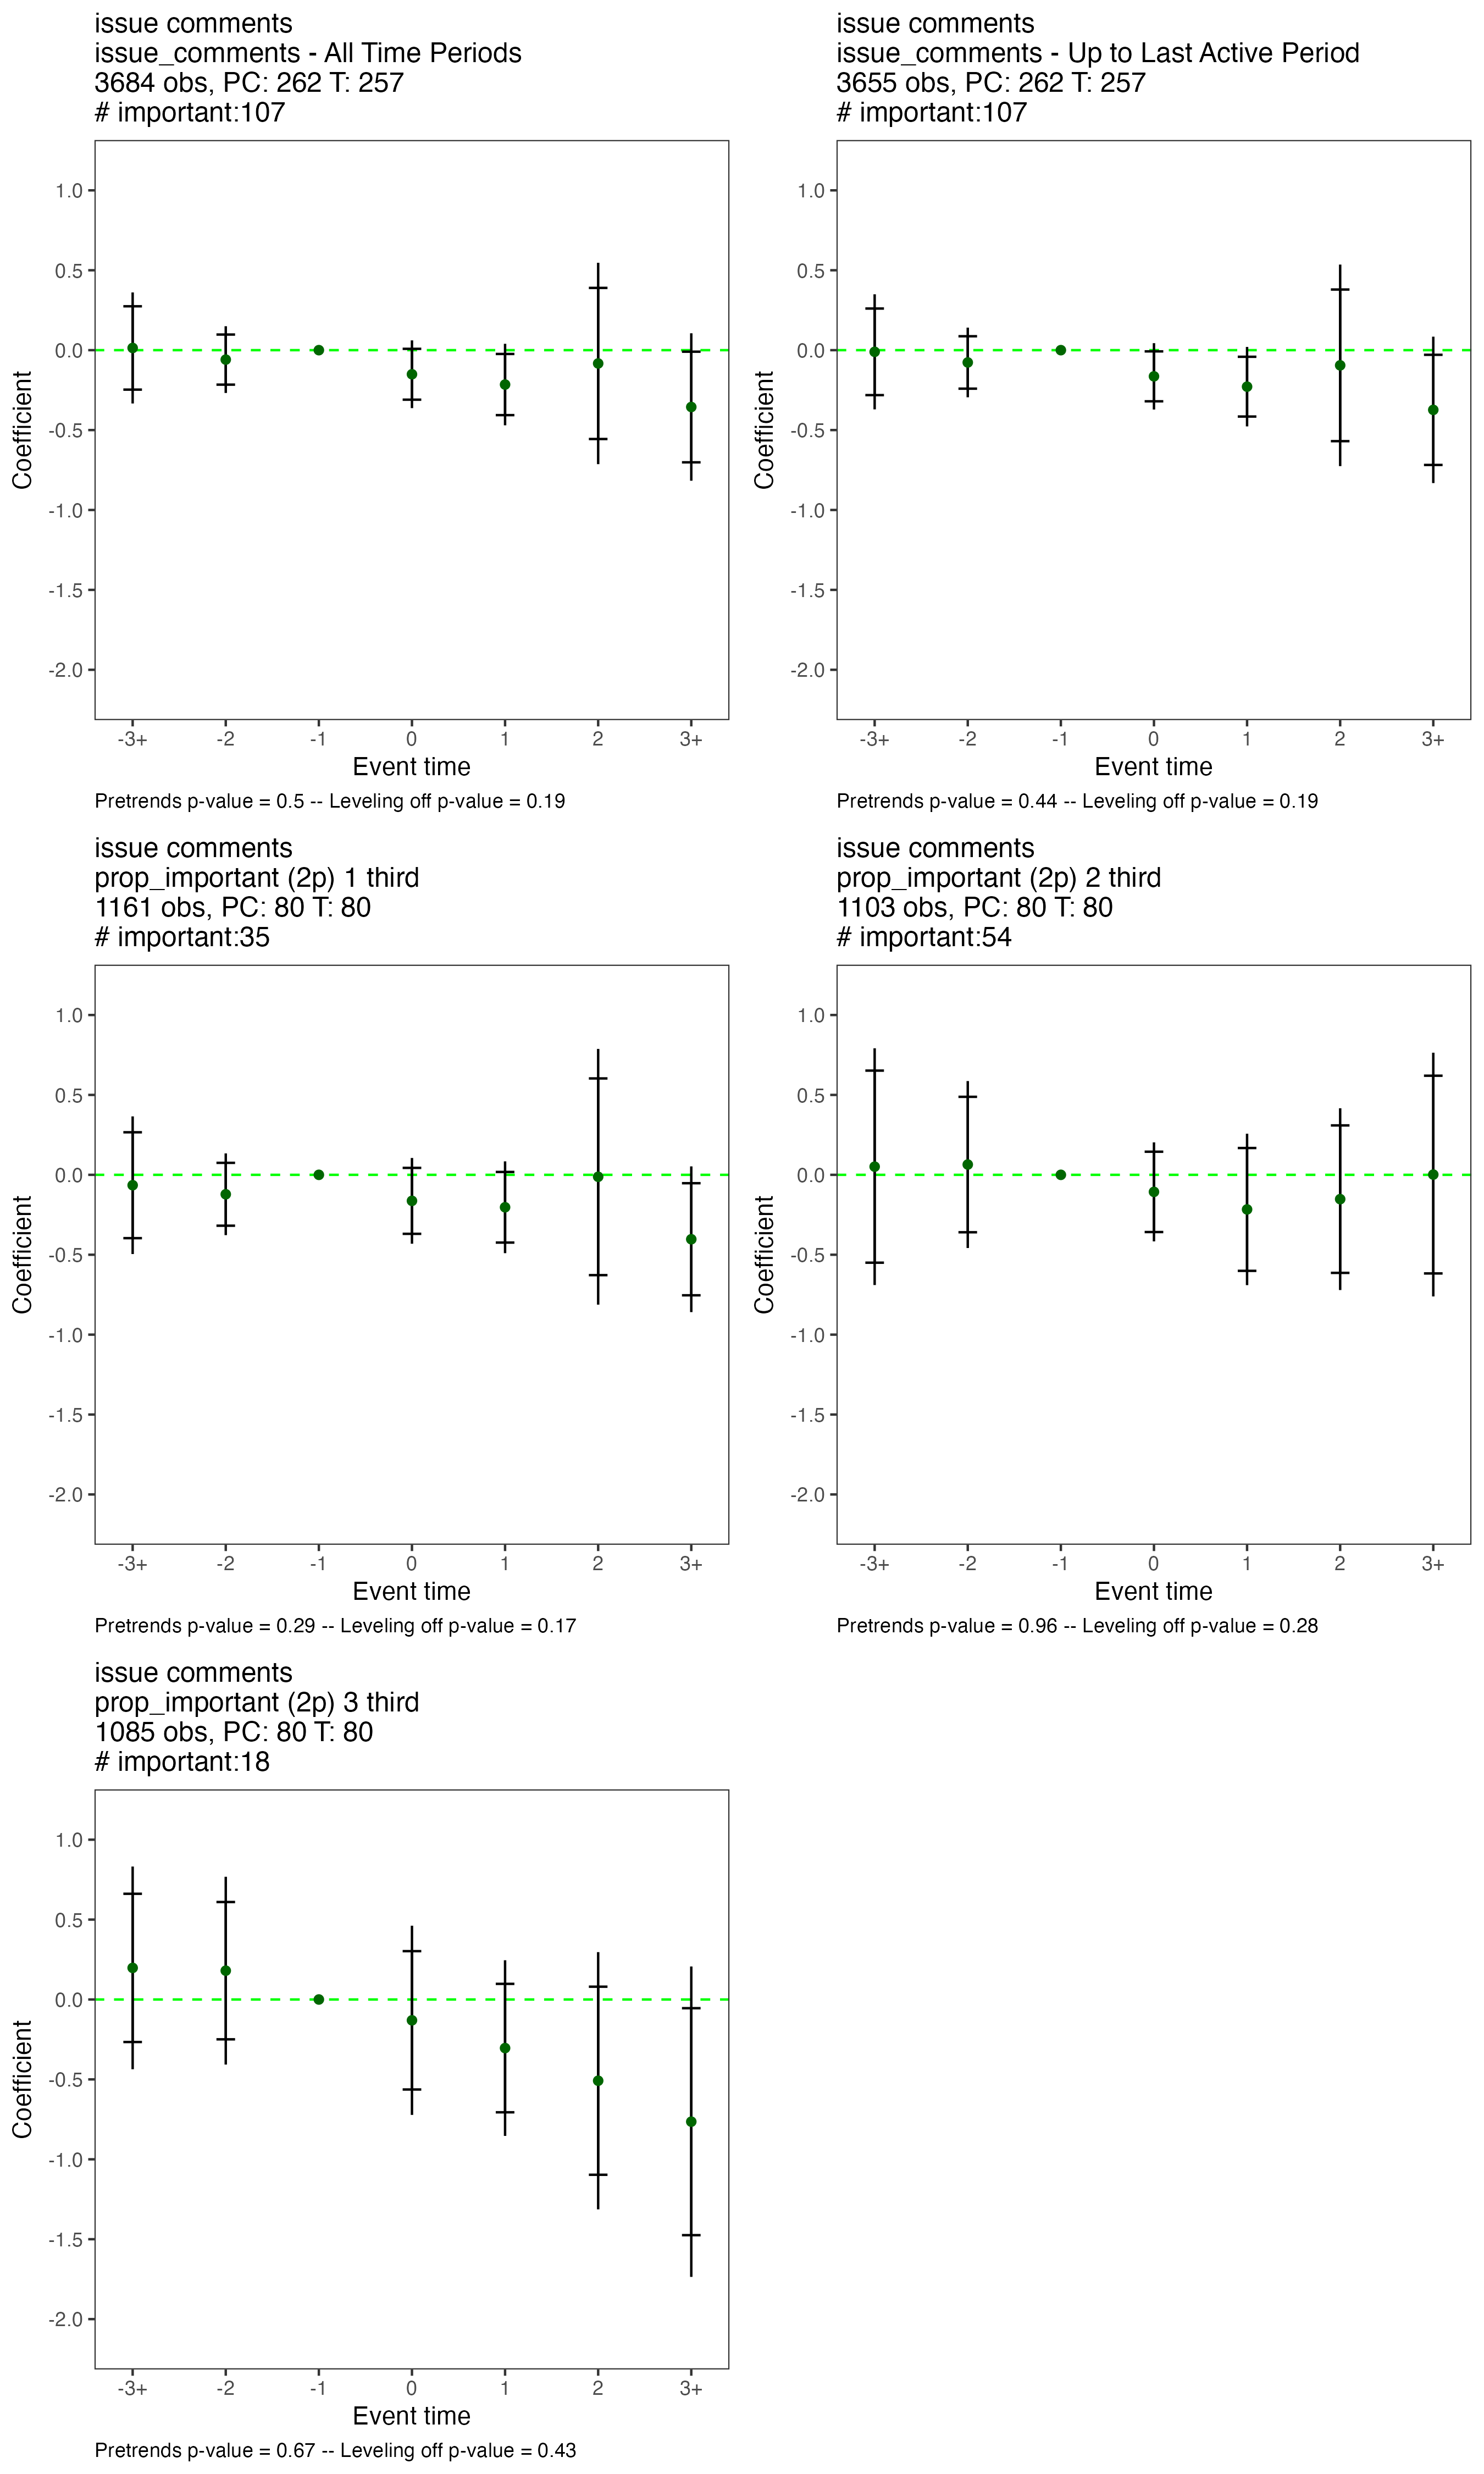 issue comments
issue_comments - All Time Periods
3684 obs, PC: 262 T: 257
# important:107
1.0
0.5
0.0
-0.5
-1.0
-1.5
-2.0
Coefficient
-3+ -2 -1 0 1 2 3+
Event time
Pretrends p-value = 0.5 -- Leveling off p-value = 0.19
issue comments
issue_comments - Up to Last Active Period
3655 obs, PC: 262 T: 257
# important:107
1.0
0.5
0.0
-0.5
-1.0
-1.5
-2.0
Coefficient
-3+ -2 -1 0 1 2 3+
Event time
Pretrends p-value = 0.44 -- Leveling off p-value = 0.19
issue comments
prop_important (2p) 1 third
1161 obs, PC: 80 T: 80
# important:35
1.0
0.5
0.0
-0.5
-1.0
-1.5
-2.0
Coefficient
-3+ -2 -1 0 1 2 3+
Event time
Pretrends p-value = 0.29 -- Leveling off p-value = 0.17
issue comments
prop_important (2p) 2 third
1103 obs, PC: 80 T: 80
# important:54
1.0
0.5
0.0
-0.5
-1.0
-1.5
-2.0
Coefficient
-3+ -2 -1 0 1 2 3+
Event time
Pretrends p-value = 0.96 -- Leveling off p-value = 0.28
issue comments
prop_important (2p) 3 third
1085 obs, PC: 80 T: 80
# important:18
1.0
0.5
0.0
-0.5
-1.0
-1.5
-2.0
Coefficient
-3+ -2 -1 0 1 2 3+
Event time
Pretrends p-value = 0.67 -- Leveling off p-value = 0.43